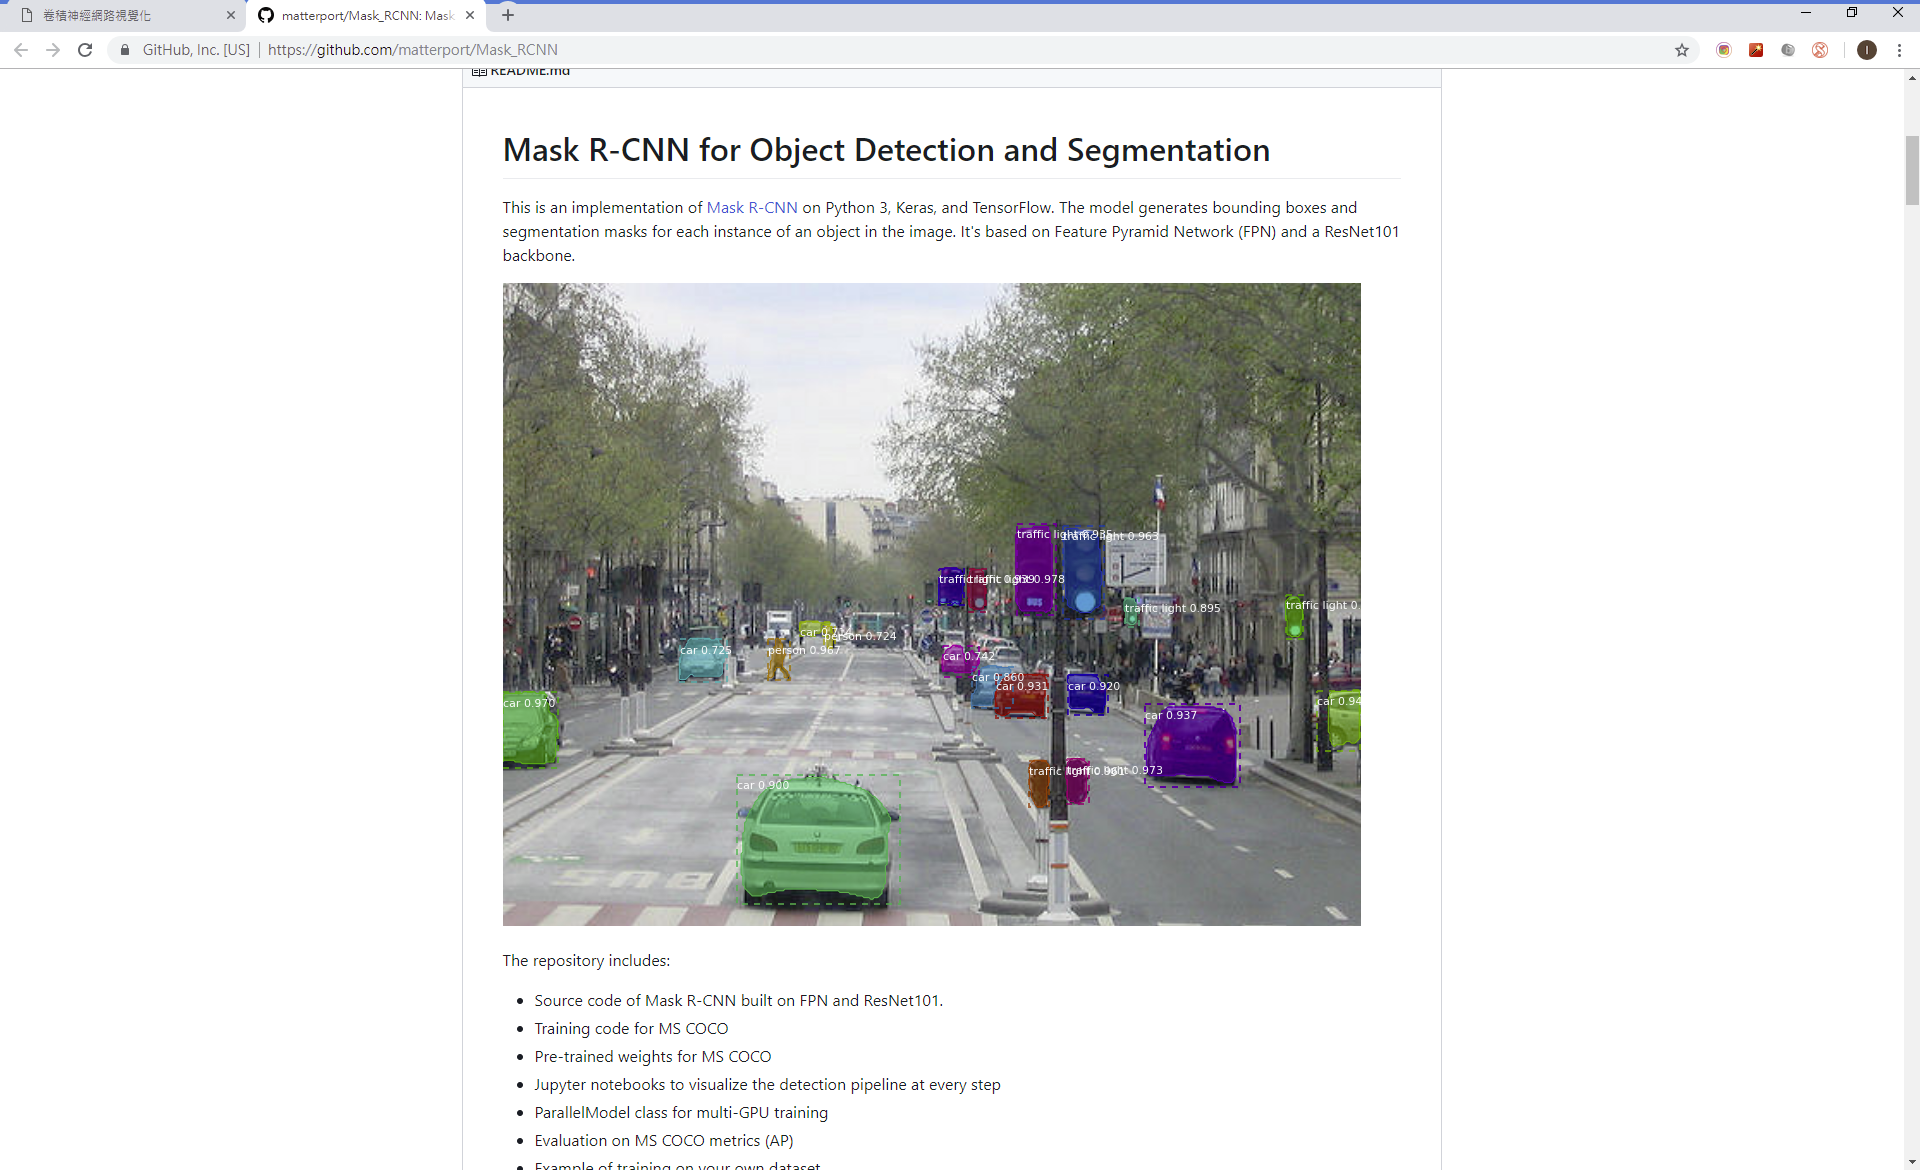 卷積神經網路視覺化
matterport/Mask_RCNN: Mask
GitHub, Inc. [US] | https://github.com/matterport/Mask_RCNN
I
README.md
Mask R-CNN for Object Detection and Segmentation
This is an implementation of Mask R-CNN on Python 3, Keras, and TensorFlow. The model generates bounding boxes and
segmentation masks for each instance of an object in the image. It's based on Feature Pyramid Network (FPN) and a ResNet101
backbone.
traffic light 0.935
traffic light 0.963
traffic light 0.939
traffic light 0.978
traffic light 0.895
traffic light 0.
car 0.7
person 0.724
car 0.725
person 0.967
car 0.742
car 0.860
car 0.931
car 0.920
car 0.970
car 0.94
car 0.937
traffic light
traffic light 0.973
car 0.900
BUS
The repository includes:
• Source code of Mask R-CNN built on FPN and ResNet101.
• Training code for MS COCO
• Pre-trained weights for MS COCO
• Jupyter notebooks to visualize the detection pipeline at every step
• ParallelModel class for multi-GPU training
• Evaluation on MS COCO metrics (AP)
• Example of training on your own dataset